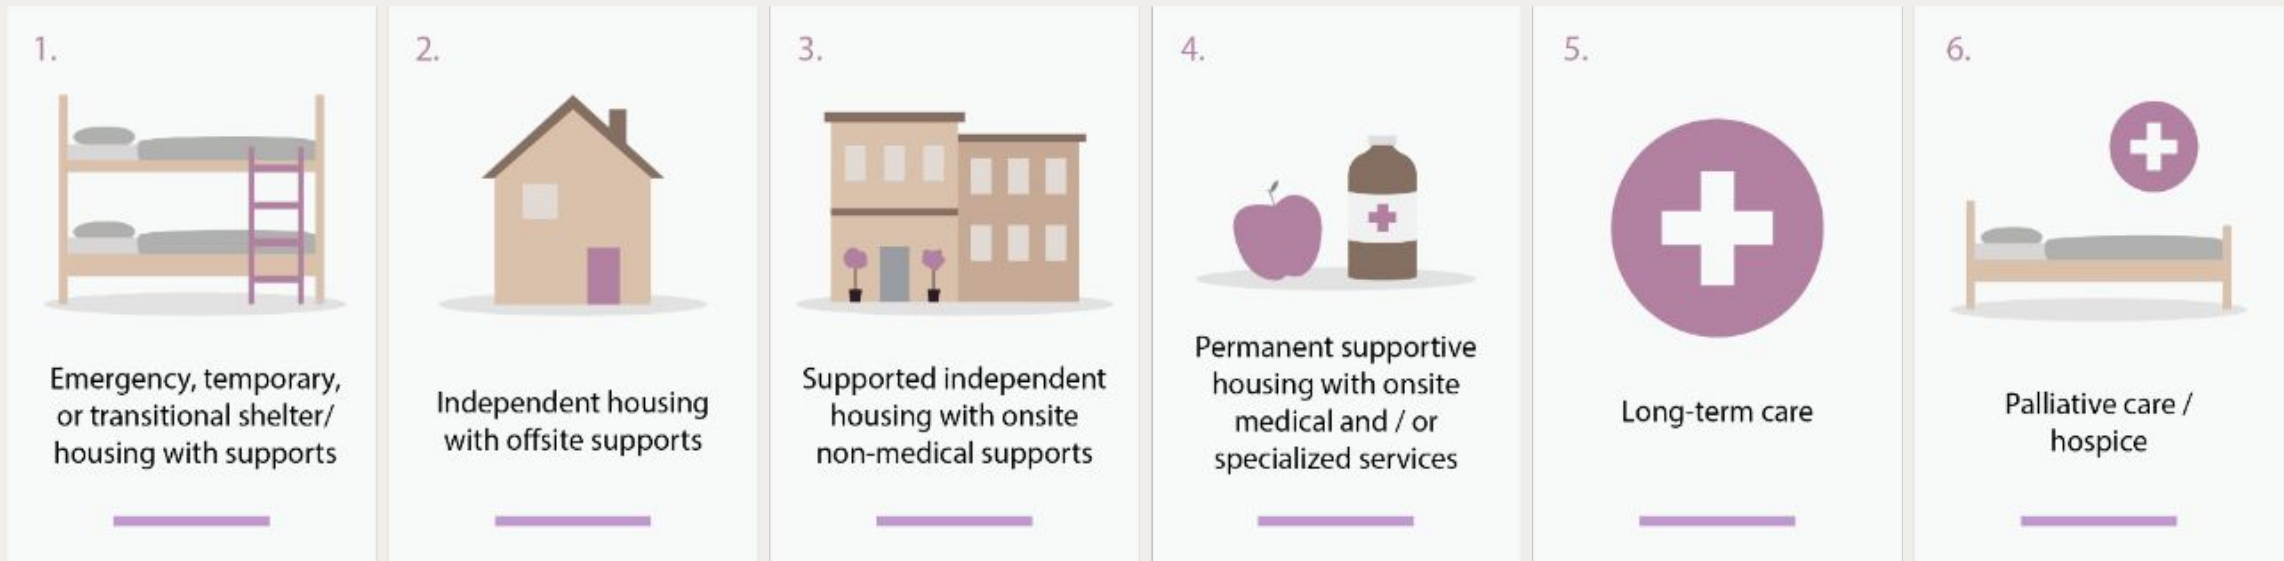 1.
Emergency, temporary,
or transitional shelter/
housing with supports
2.
Independent housing
with offsite supports
3.
Supported independent
housing with onsite
non-medical supports
4.
Permanent supportive
housing with onsite
medical and / or
specialized services
5.
Long-term care
6.
Palliative care /
hospice